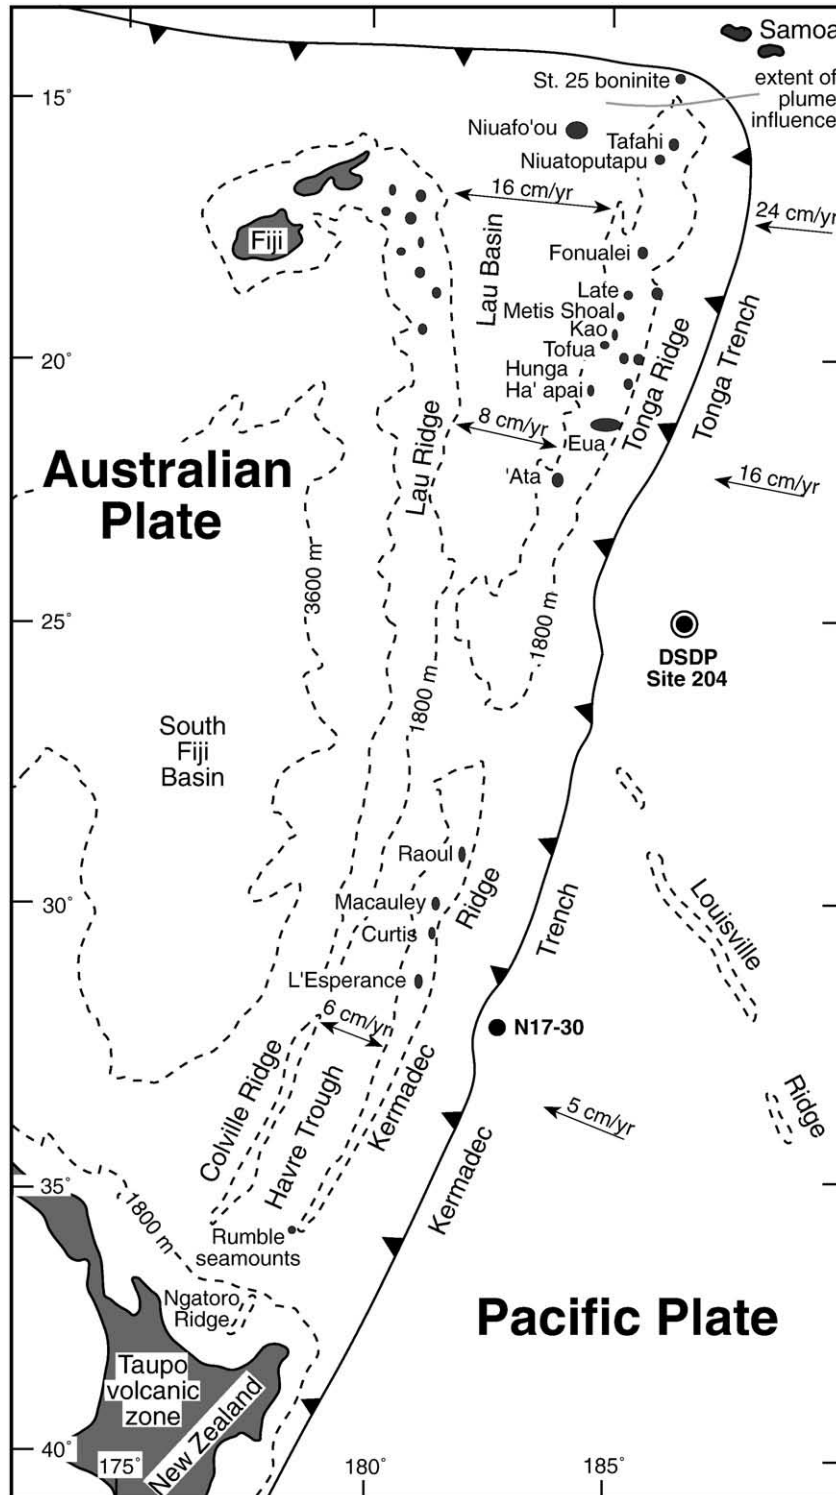 Samoa
St. 25 boninite
extent of
plume
influence
15°
Niuafo'ou
Tafahi
Niuatoputapu
16 cm/yr
24 cm/yr
Fiji
Lau Basin
Fonualei
Late
Metis Shoal
Kao
Tofua
Hunga
Ha' apai
Tonga Ridge
Tonga Trench
20°
8 cm/yr
Eua
Lau Ridge
Australian
Plate
'Ata
16 cm/yr
3600 m
1800 m
25°
DSDP
Site 204
1800 m
South
Fiji
Basin
Raoul
Macauley
Curtis
L'Esperance
Ridge
Trench
Louisville
30°
6 cm/yr
N17-30
Colville Ridge
Havre Trough
Kermadec
Kermadec
5 cm/yr
Ridge
35°
1800 m
Rumble
seamounts
Ngatoro
Ridge
Pacific Plate
Taupo
volcanic
zone
New Zealand
40°
175°
180°
185°